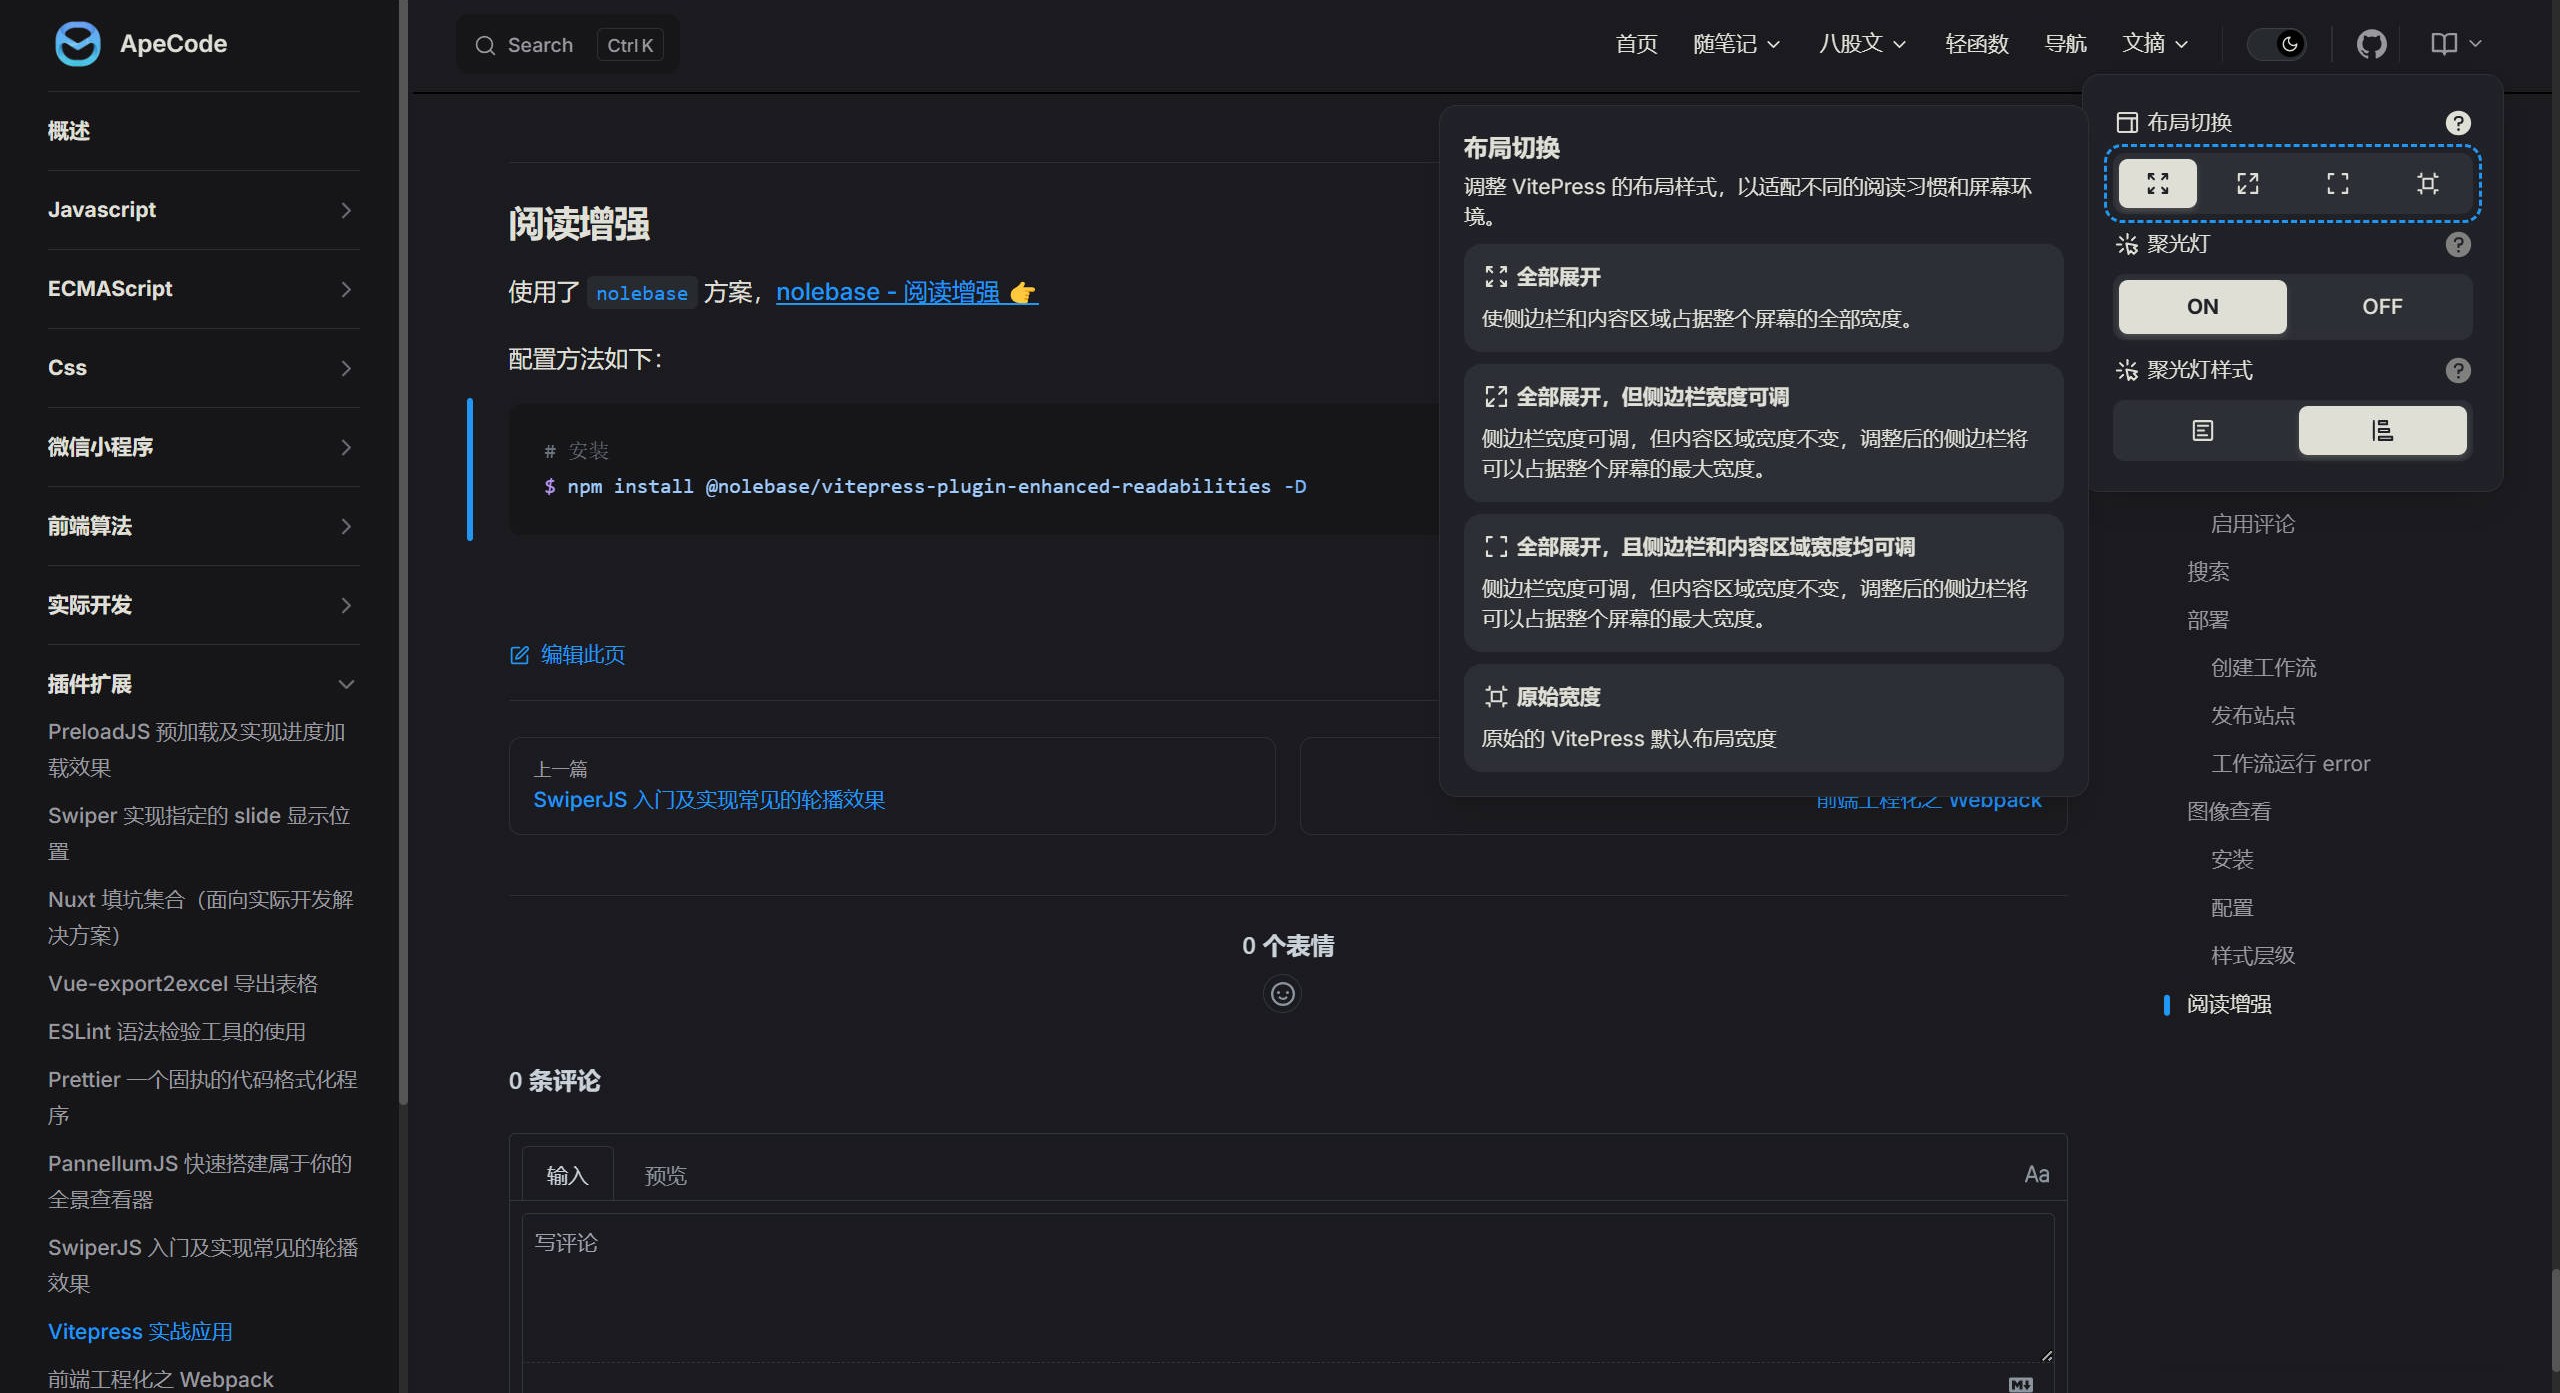 ApeCode
Search
Ctrl K
首页
随笔记
八股文
轻函数
导航
文摘
概述
Javascript
ECMAScript
Css
微信小程序
前端算法
实际开发
插件扩展
PreloadJS 预加载及实现进度加
载效果
Swiper 实现指定的 slide 显示位
置
Nuxt 填坑集合（面向实际开发解
决方案）
Vue-export2excel 导出表格
ESLint 语法检验工具的使用
Prettier 一个固执的代码格式化程
序
PannellumJS 快速搭建属于你的
全景查看器
SwiperJS 入门及实现常见的轮播
效果
Vitepress 实战应用
前端工程化之 Webpack
阅读增强
使用了 nolebase 方案，nolebase - 阅读增强 👉
配置方法如下：
# 安装
$ npm install @nolebase/vitepress-plugin-enhanced-readabilities -D
编辑此页
上一篇
SwiperJS 入门及实现常见的轮播效果
前端工程化之 Webpack
0 个表情
0 条评论
输入
预览
Aa
写评论
M
布局切换
调整 VitePress 的布局样式，以适配不同的阅读习惯和屏幕环
境。
全部展开
使侧边栏和内容区域占据整个屏幕的全部宽度。
全部展开，但侧边栏宽度可调
侧边栏宽度可调，但内容区域宽度不变，调整后的侧边栏将
可以占据整个屏幕的最大宽度。
全部展开，且侧边栏和内容区域宽度均可调
侧边栏宽度可调，但内容区域宽度不变，调整后的侧边栏将
可以占据整个屏幕的最大宽度。
原始宽度
原始的 VitePress 默认布局宽度
布局切换
?
聚光灯
?
ON
OFF
聚光灯样式
?
启用评论
搜索
部署
创建工作流
发布站点
工作流运行 error
图像查看
安装
配置
样式层级
阅读增强